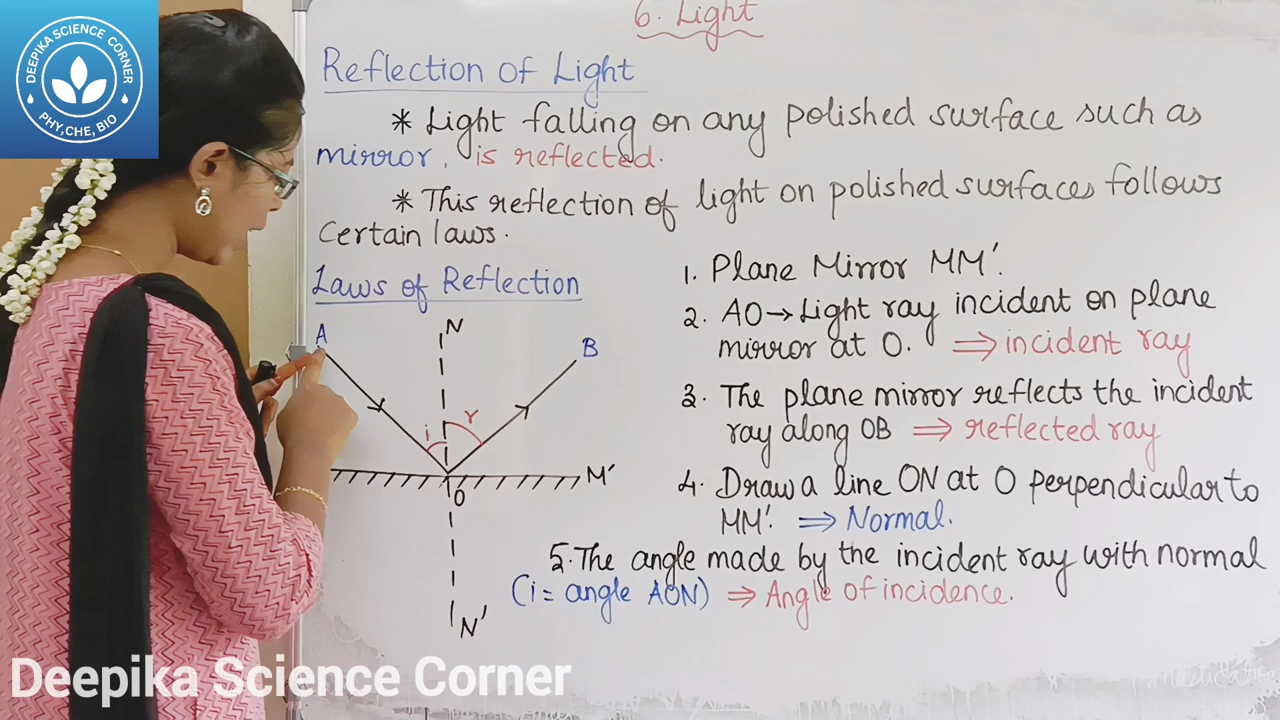 DEEPIKA SCIENCE CORNER
PHY,CHE, BIO
6. Light
Reflection of Light
* Light falling on any polished surface such as
mirror, is reflected.
* This reflection of light on polished surfaces follows
Certain laws.
Laws of Reflection
A
N
B
i
r
O
M'
N'
1. Plane Mirror MM'.
2. AO → Light ray incident on plane
mirror at O. ⇒ incident ray
3. The plane mirror reflects the incident
ray along OB ⇒ reflected ray
4. Draw a line ON at O perpendicular to
MM'. ⇒ Normal.
5. The angle made by the incident ray with normal
(i = angle AON) ⇒ Angle of incidence.
Deepika Science Corner